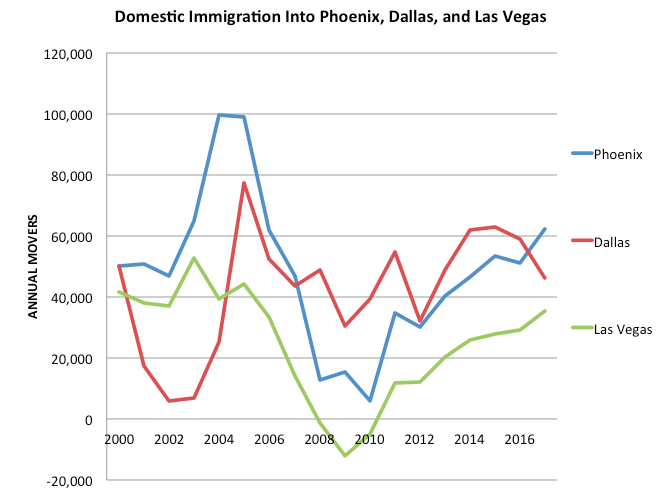 Domestic Immigration Into Phoenix, Dallas, and Las Vegas
120,000
100,000
80,000
60,000
40,000
20,000
0
-20,000
ANNUAL MOVERS
2000 2002 2004 2006 2008 2010 2012 2014 2016
Phoenix
Dallas
Las Vegas